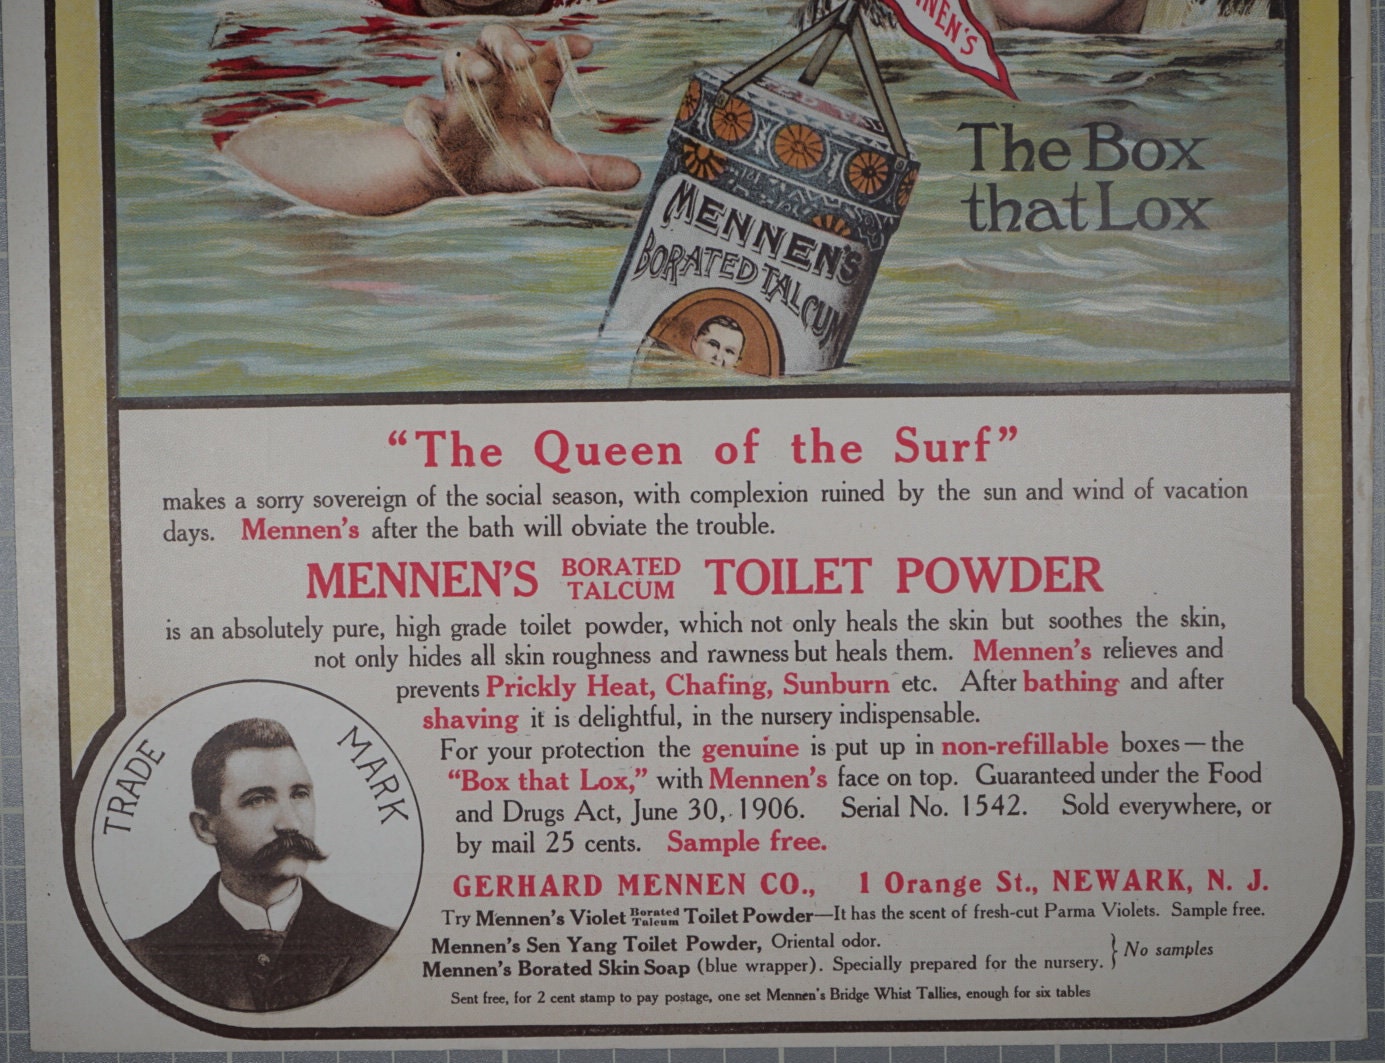 NEN'S
The Box
that Lox
MENNEN'S
BORATED TALCUM
"The Queen of the Surf"
makes a sorry sovereign of the social season, with complexion ruined by the sun and wind of vacation
days. Mennen's after the bath will obviate the trouble.
MENNEN'S BORATED TALCUM TOILET POWDER
is an absolutely pure, high grade toilet powder, which not only heals the skin but soothes the skin,
not only hides all skin roughness and rawness but heals them. Mennen's relieves and
prevents Prickly Heat, Chafing, Sunburn etc. After bathing and after
shaving it is delightful, in the nursery indispensable.
For your protection the genuine is put up in non-refillable boxes—the
"Box that Lox," with Mennen's face on top. Guaranteed under the Food
and Drugs Act, June 30, 1906. Serial No. 1542. Sold everywhere, or
by mail 25 cents. Sample free.
GERHARD MENNEN CO., 1 Orange St., NEWARK, N. J.
Try Mennen's Violet Borated Talcum Toilet Powder—It has the scent of fresh-cut Parma Violets. Sample free.
Mennen's Sen Yang Toilet Powder, Oriental odor.
Mennen's Borated Skin Soap (blue wrapper). Specially prepared for the nursery. } No samples
Sent free, for 2 cent stamp to pay postage, one set Mennen's Bridge Whist Tallies, enough for six tables
TRADE MARK